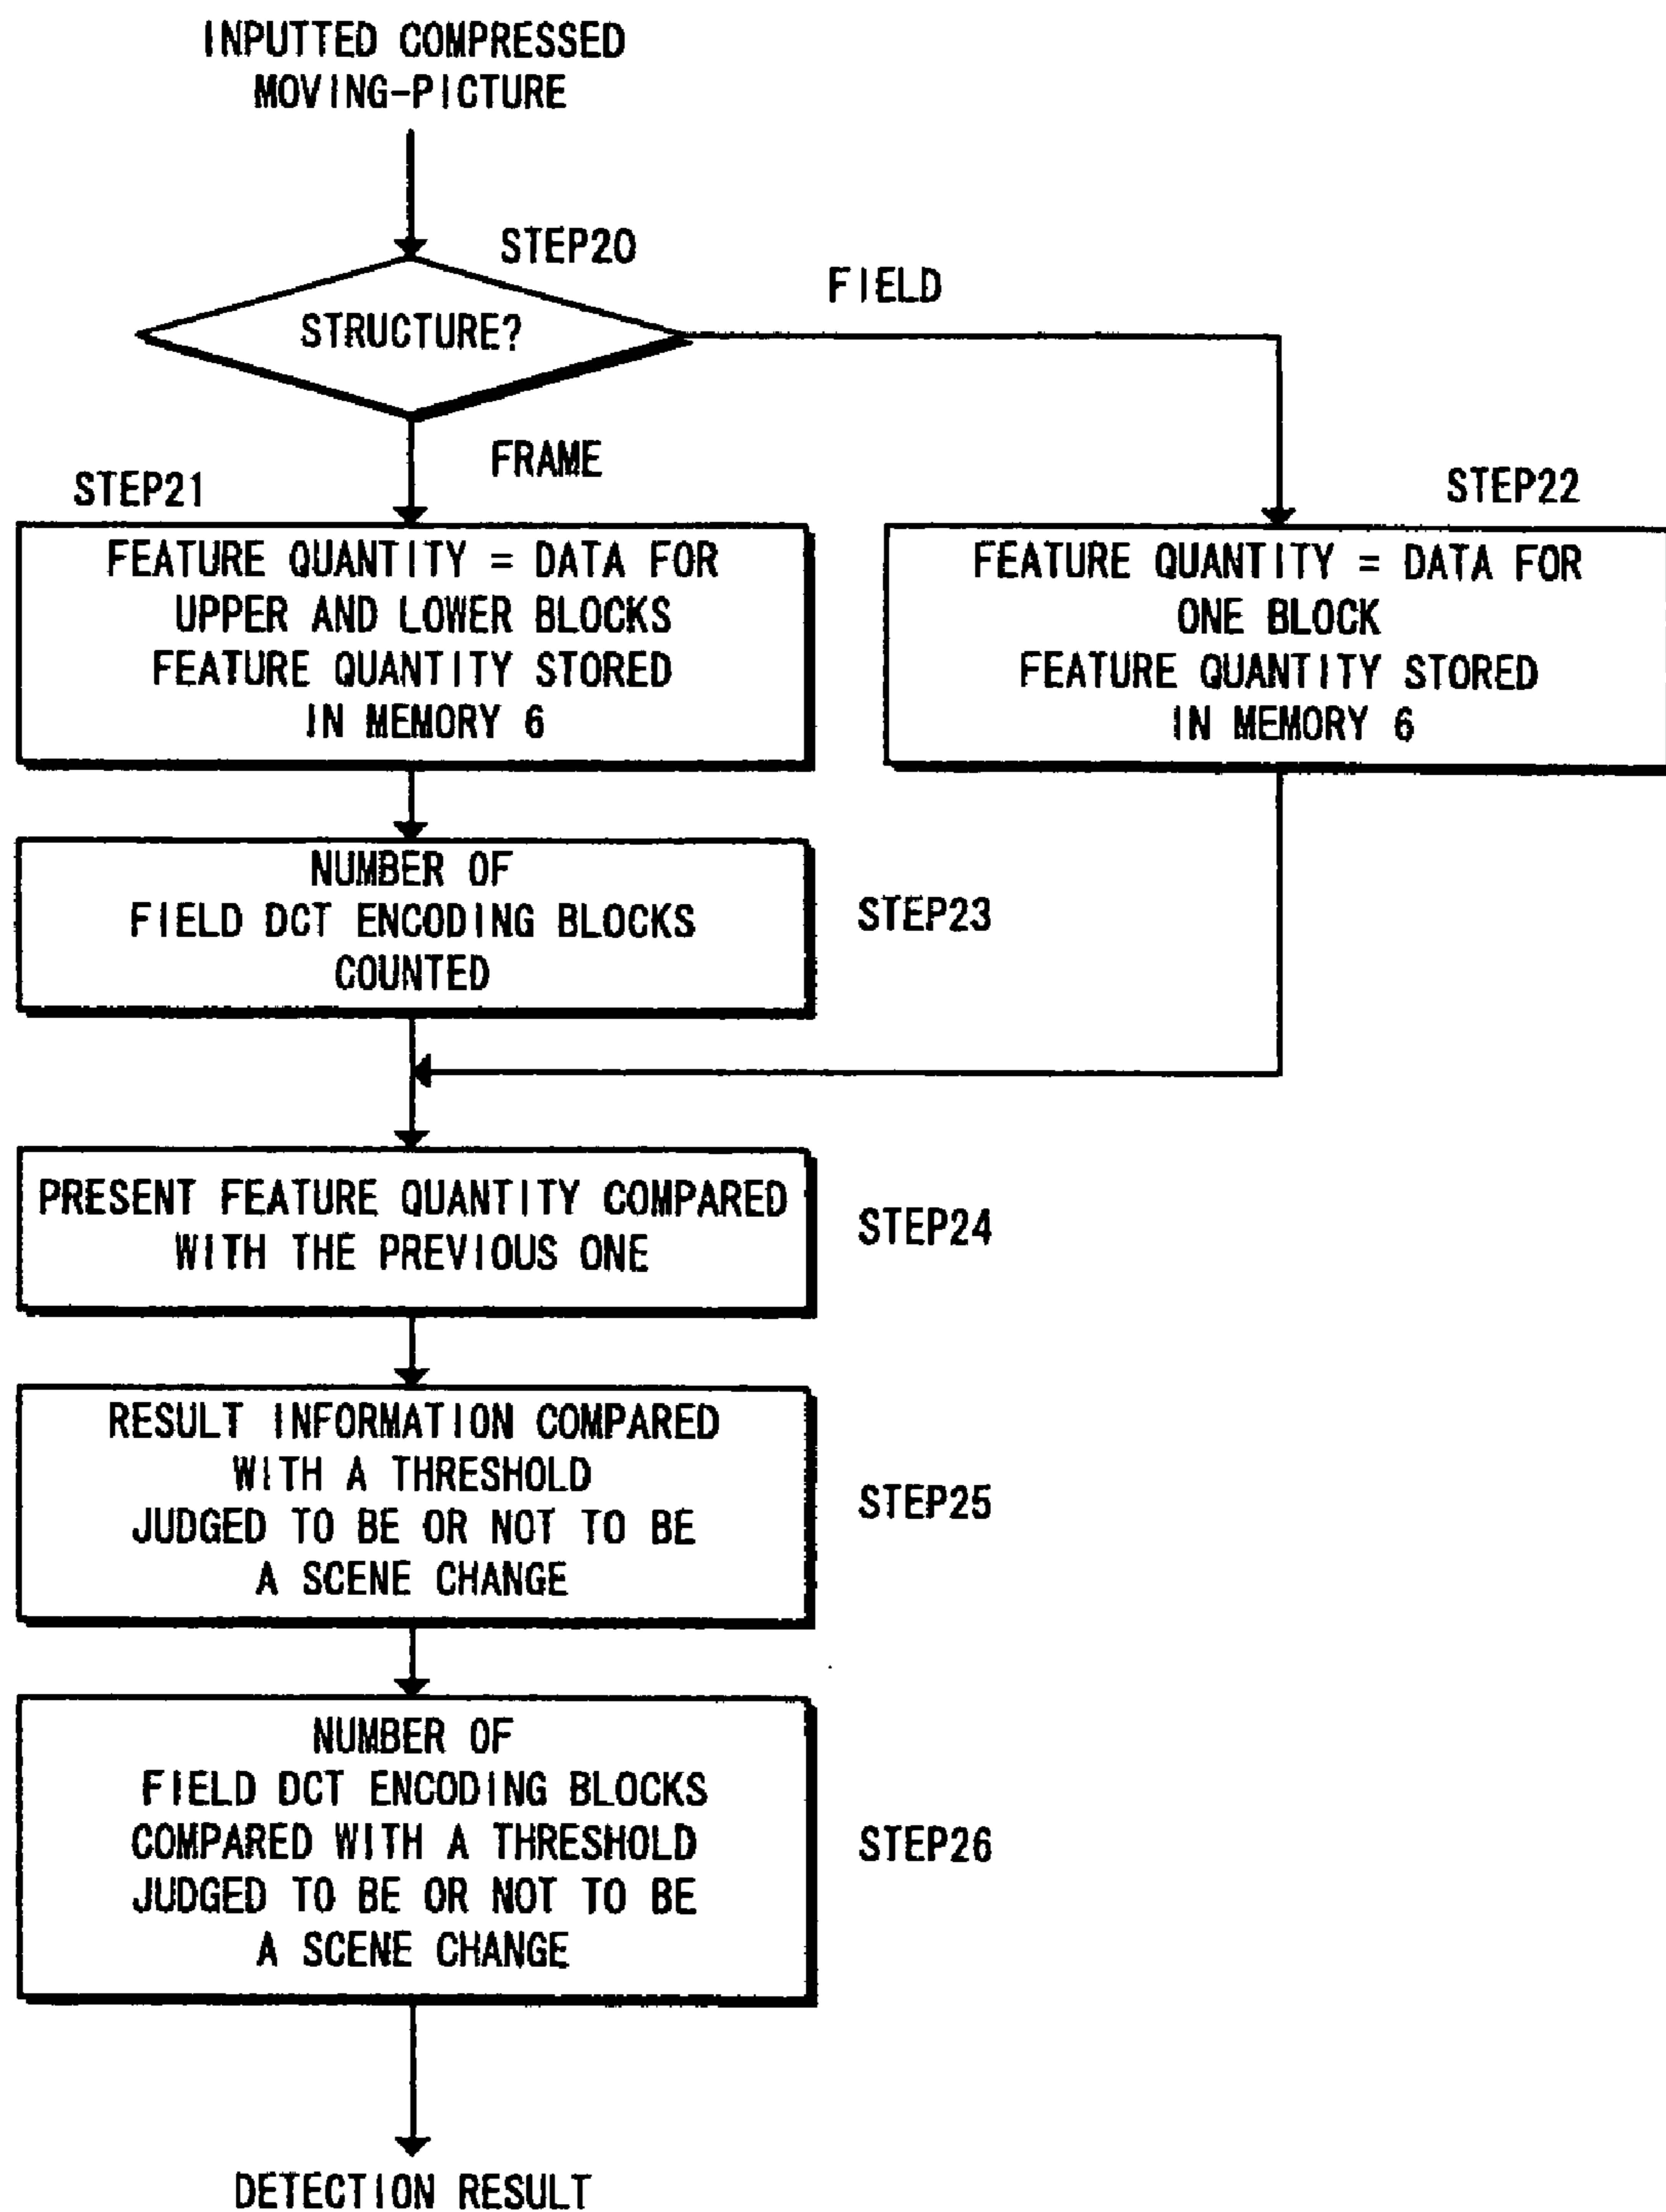 INPUTTED COMPRESSED
MOVING-PICTURE
STEP20
STRUCTURE?
FIELD
FRAME
STEP21
FEATURE QUANTITY = DATA FOR
UPPER AND LOWER BLOCKS
FEATURE QUANTITY STORED
IN MEMORY 6
STEP22
FEATURE QUANTITY = DATA FOR
ONE BLOCK
FEATURE QUANTITY STORED
IN MEMORY 6
NUMBER OF
FIELD DCT ENCODING BLOCKS
COUNTED
STEP23
PRESENT FEATURE QUANTITY COMPARED
WITH THE PREVIOUS ONE
STEP24
RESULT INFORMATION COMPARED
WITH A THRESHOLD
JUDGED TO BE OR NOT TO BE
A SCENE CHANGE
STEP25
NUMBER OF
FIELD DCT ENCODING BLOCKS
COMPARED WITH A THRESHOLD
JUDGED TO BE OR NOT TO BE
A SCENE CHANGE
STEP26
DETECTION RESULT